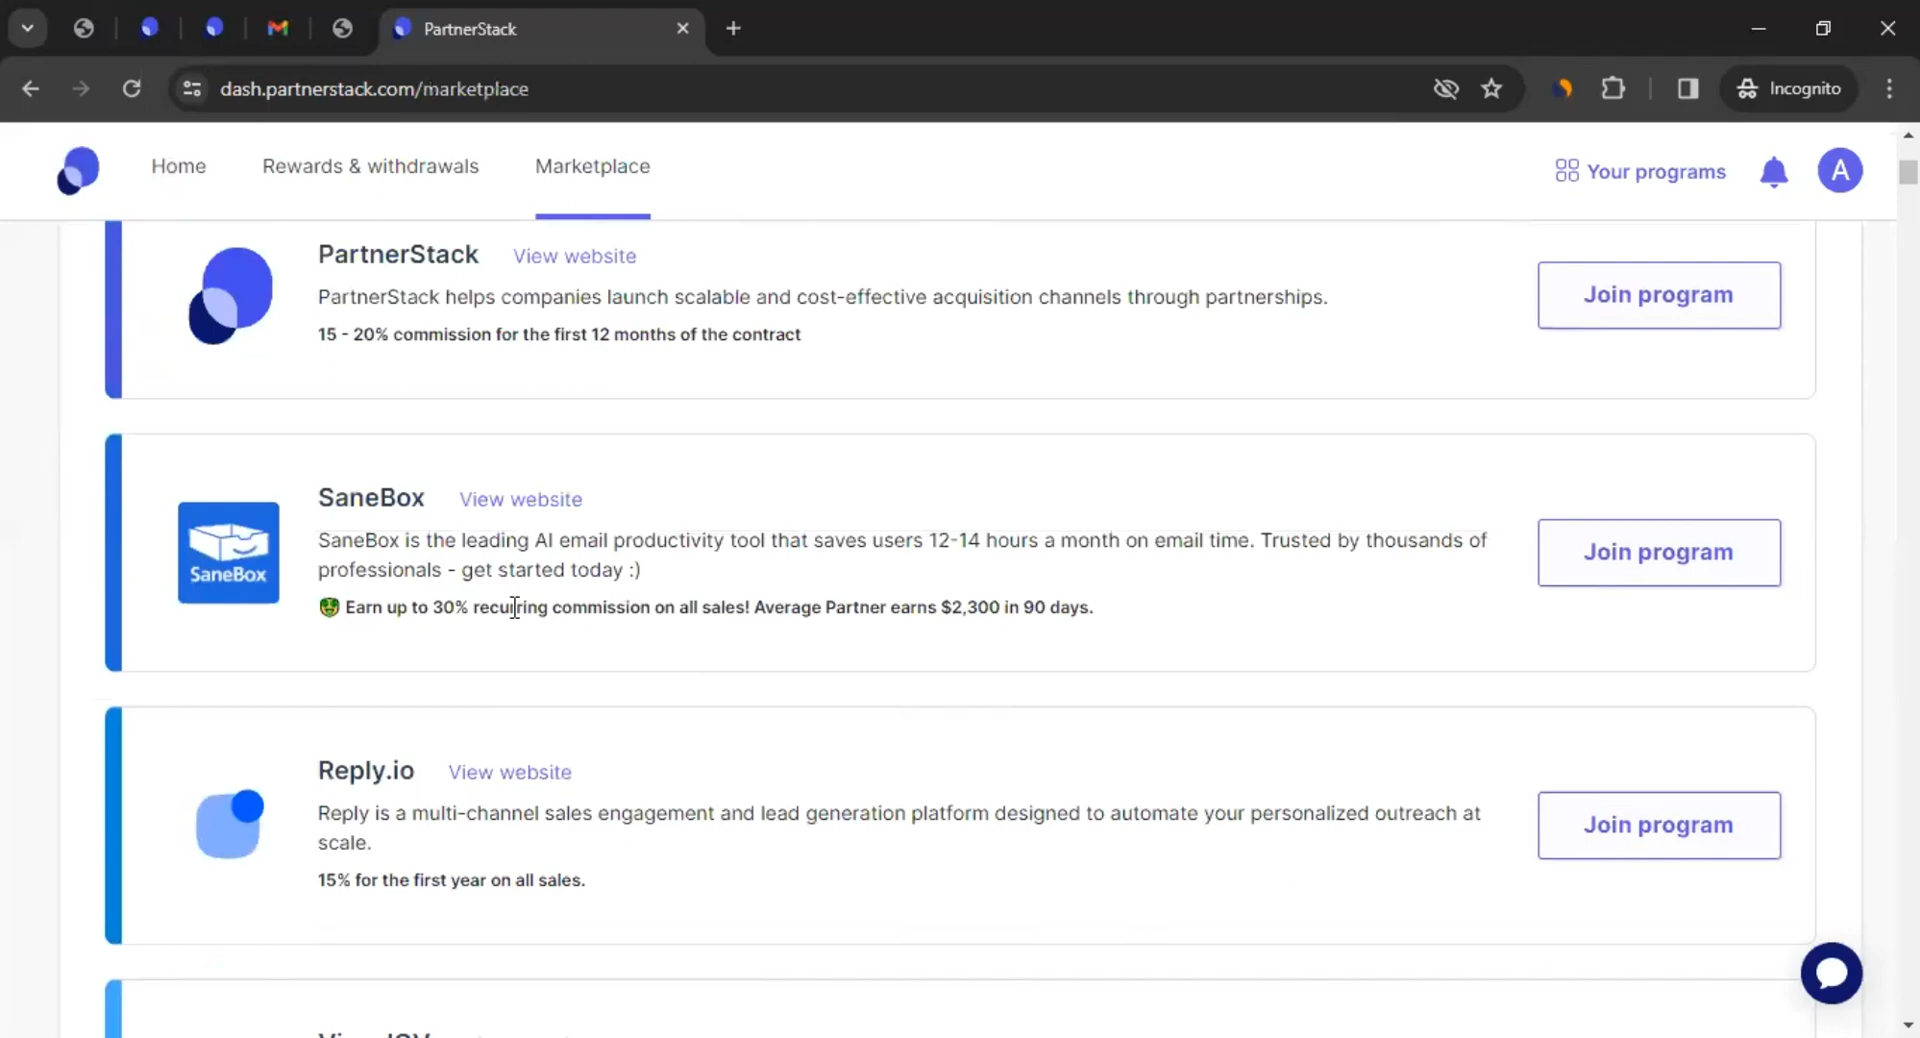 PartnerStack
dash.partnerstack.com/marketplace
Incognito
Home
Rewards & withdrawals
Marketplace
Your programs
A
PartnerStack
View website
PartnerStack helps companies launch scalable and cost-effective acquisition channels through partnerships.
15 - 20% commission for the first 12 months of the contract
Join program
SaneBox
SaneBox
View website
SaneBox is the leading AI email productivity tool that saves users 12-14 hours a month on email time. Trusted by thousands of
professionals - get started today :)
🤑 Earn up to 30% recurring commission on all sales! Average Partner earns $2,300 in 90 days.
Join program
Reply.io
View website
Reply is a multi-channel sales engagement and lead generation platform designed to automate your personalized outreach at
scale.
15% for the first year on all sales.
Join program